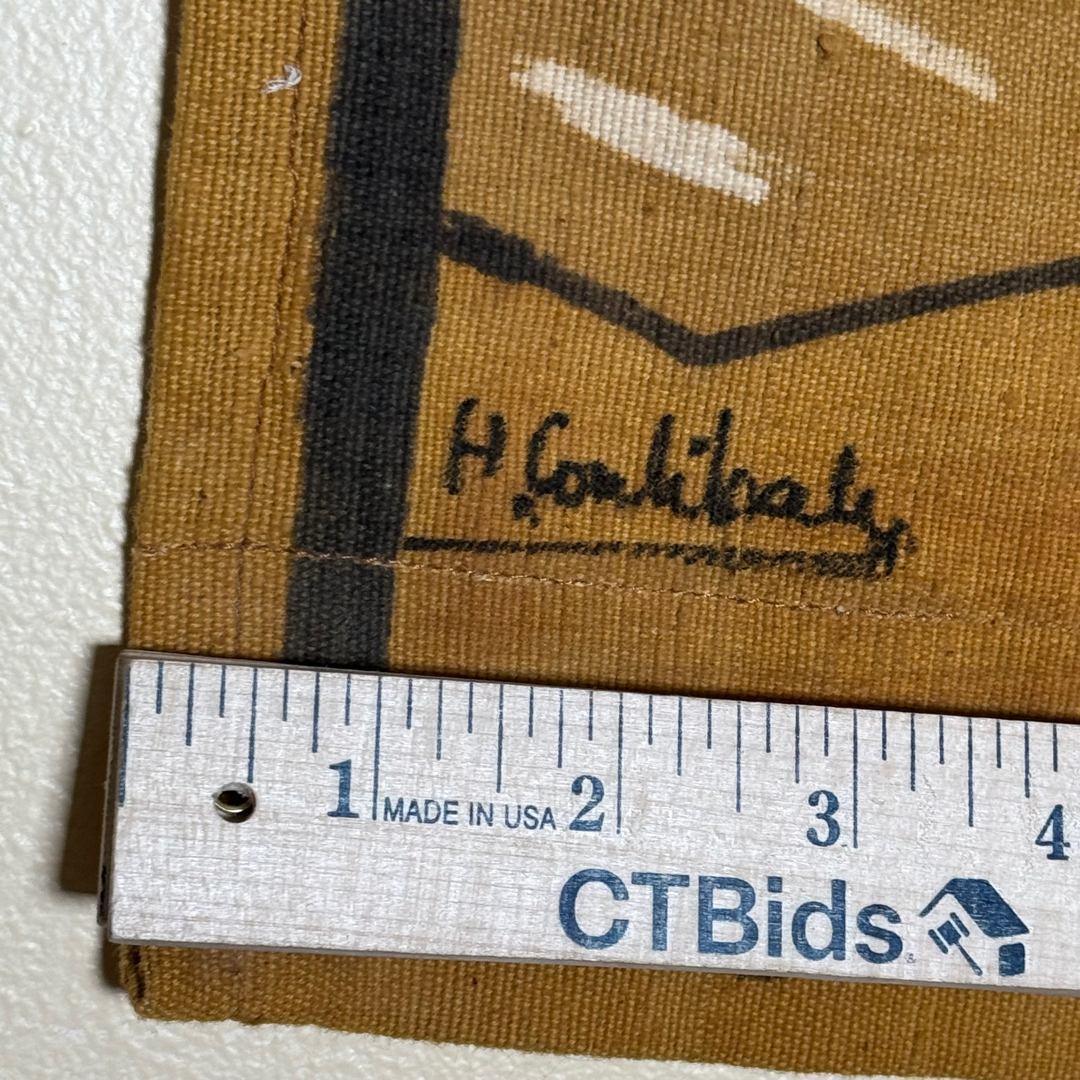 H. Coulibaly
1 MADE IN USA 2 3 4
CTBids